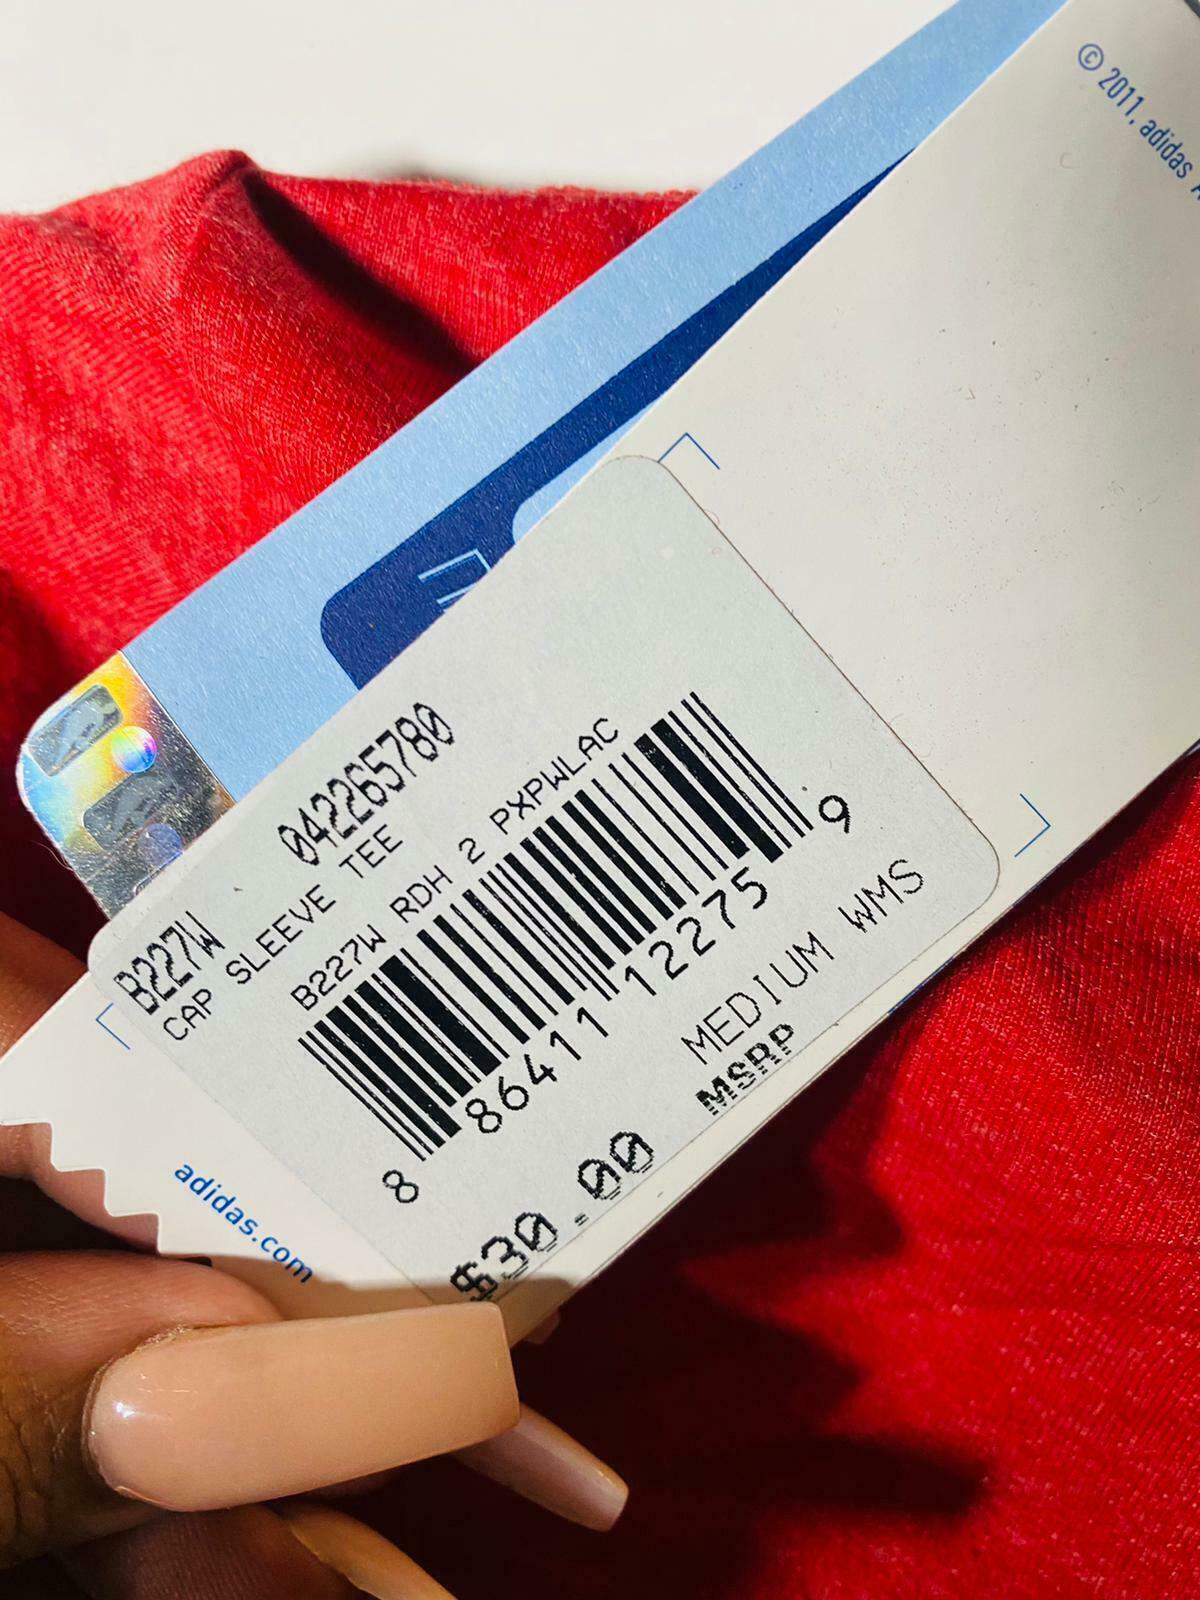 © 2011, adidas
042265780
B227W
CAP SLEEVE TEE
B227W RDH 2 PXPWLAC
8 86411 12275 9
MEDIUM WMS
MSRP
$30.00
adidas.com